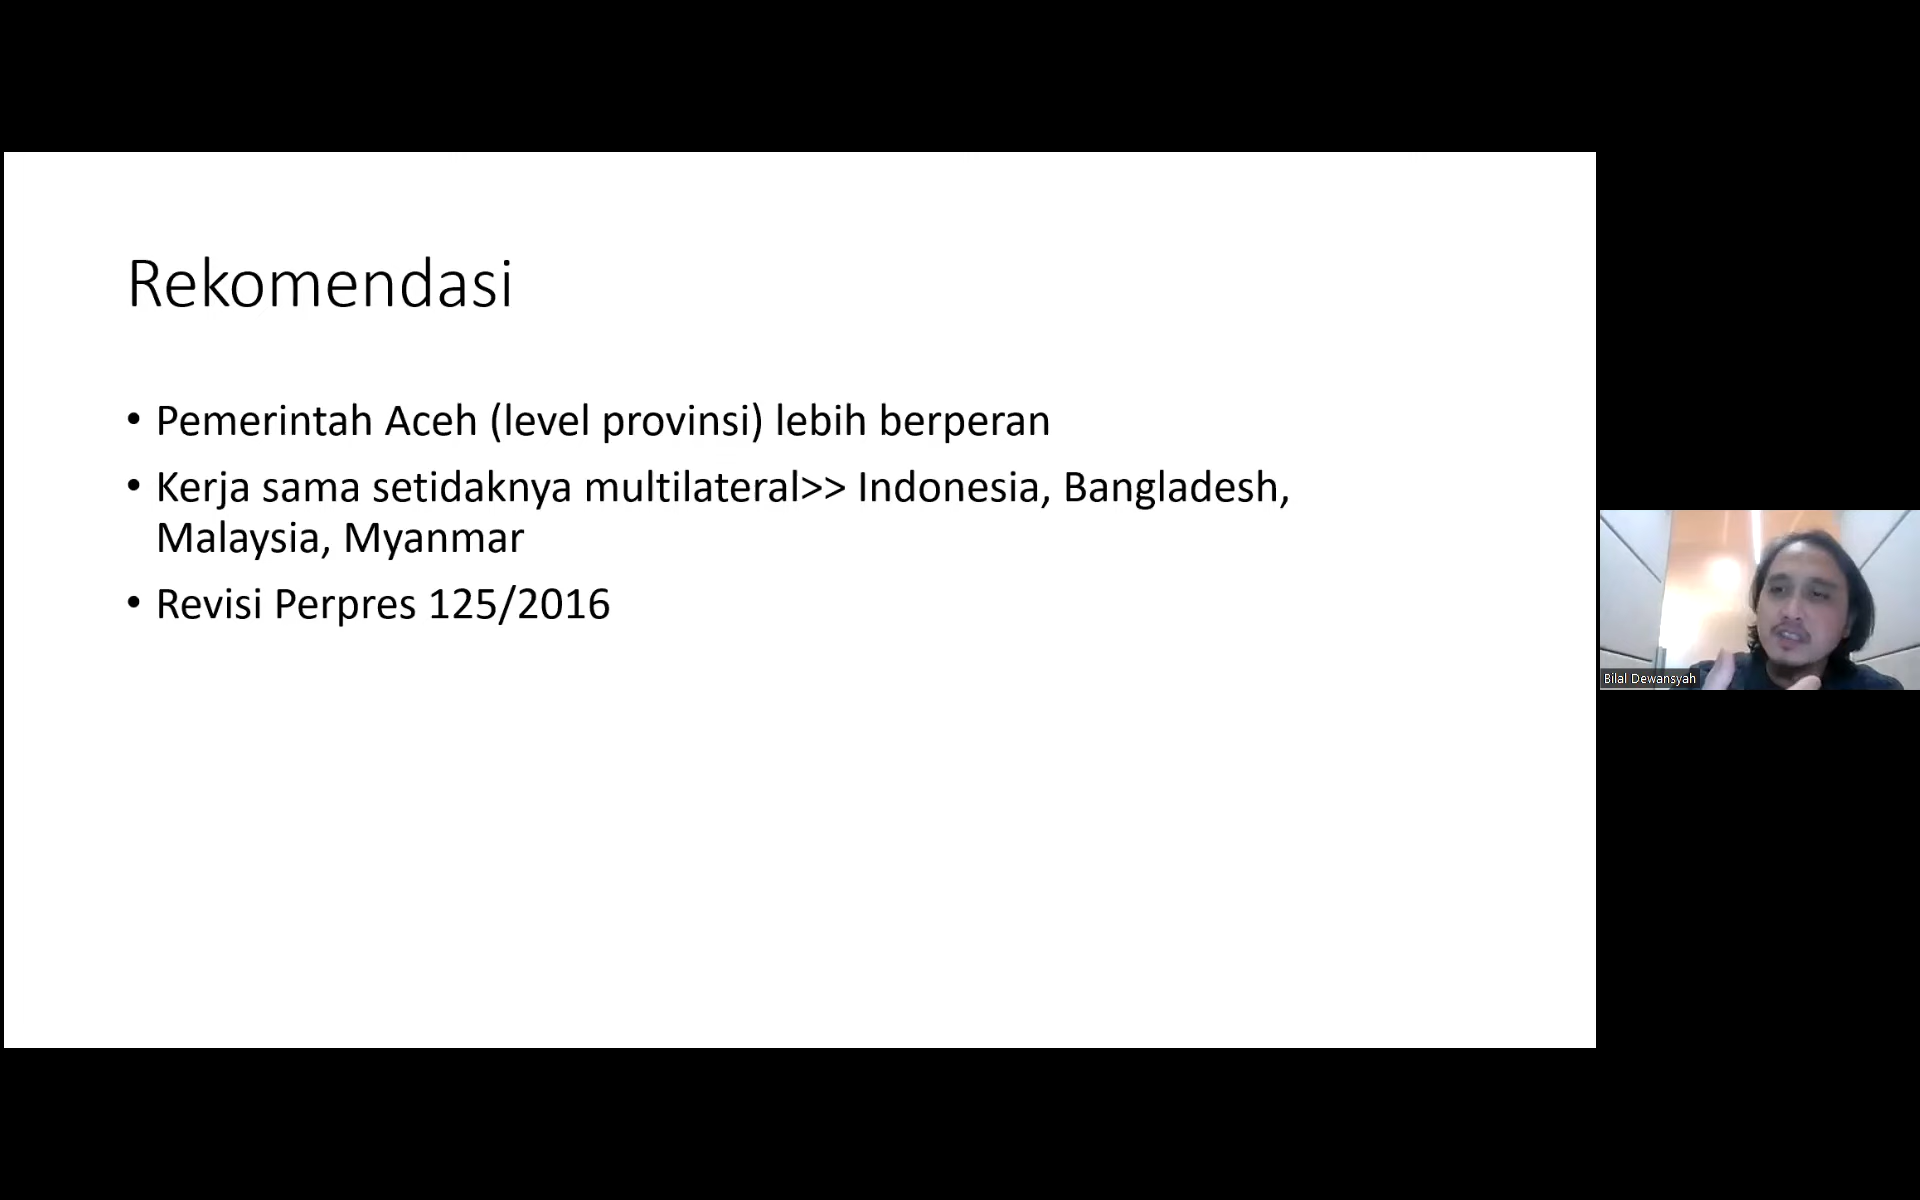 Rekomendasi
• Pemerintah Aceh (level provinsi) lebih berperan
• Kerja sama setidaknya multilateral>> Indonesia, Bangladesh,
Malaysia, Myanmar
• Revisi Perpres 125/2016
Bilal Dewansyah